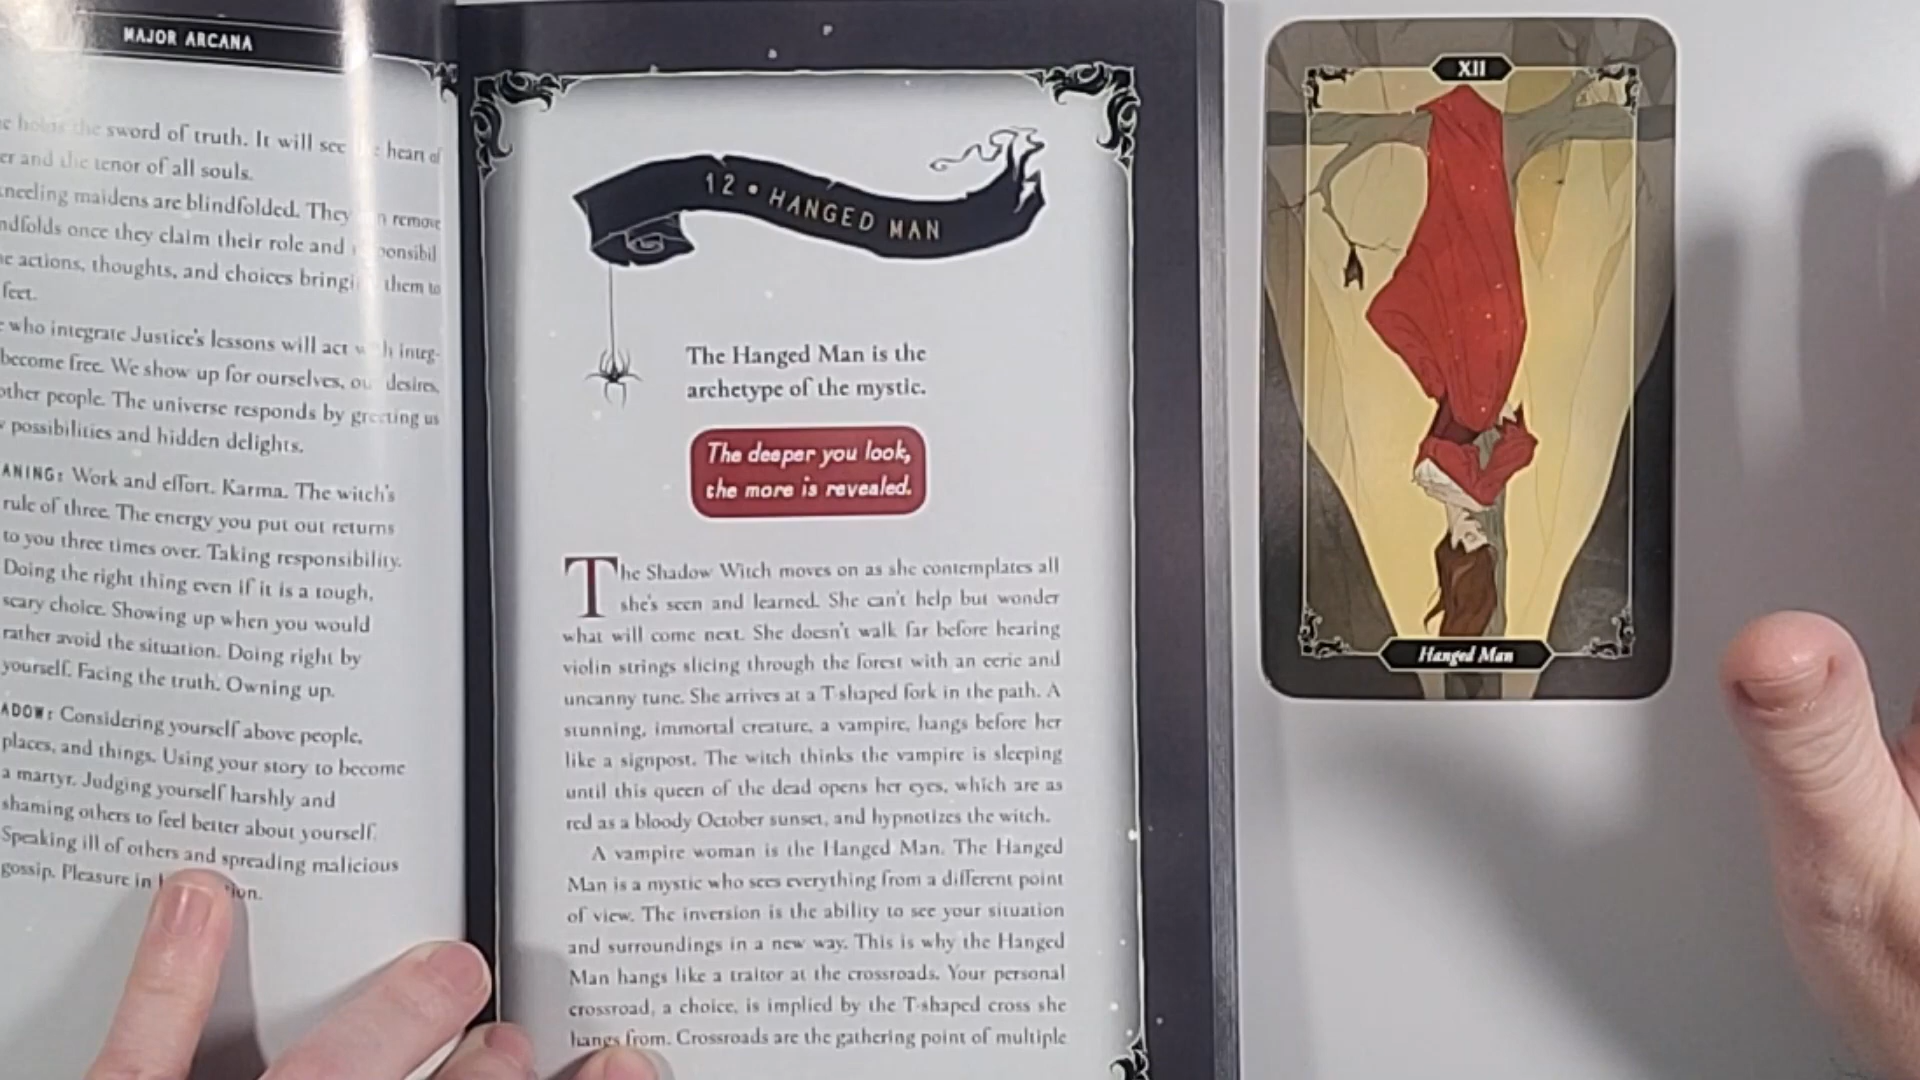 MAJOR ARCANA
the sword of truth. It will see heart of
er and the tenor of all souls.
kneeling maidens are blindfolded. They remove
ndfolds once they claim their role and ponsibil
actions, thoughts, and choices bringi them to
feet.
who integrate Justice's lessons will act integ-
become free. We show up for ourselves, ou desires,
other people. The universe responds by greeting us
possibilities and hidden delights.
ANING: Work and effort. Karma. The witch's
rule of three. The energy you put out returns
to you three times over. Taking responsibility.
Doing the right thing even if it is a tough,
scary choice. Showing up when you would
rather avoid the situation. Doing right by
yourself. Facing the truth. Owning up.
ADOW: Considering yourself above people,
places, and things. Using your story to become
a martyr. Judging yourself harshly and
shaming others to feel better about yourself.
Speaking ill of others and spreading malicious
gossip. Pleasure in tion.
12 • HANGED MAN
The Hanged Man is the
archetype of the mystic.
The deeper you look,
the more is revealed.
The Shadow Witch moves on as she contemplates all
she's seen and learned. She can't help but wonder
what will come next. She doesn't walk far before hearing
violin strings slicing through the forest with an eerie and
uncanny tune. She arrives at a T-shaped fork in the path. A
stunning, immortal creature, a vampire, hangs before her
like a signpost. The witch thinks the vampire is sleeping
until this queen of the dead opens her eyes, which are as
red as a bloody October sunset, and hypnotizes the witch.
A vampire woman is the Hanged Man. The Hanged
Man is a mystic who sees everything from a different point
of view. The inversion is the ability to see your situation
and surroundings in a new way. This is why the Hanged
Man hangs like a traitor at the crossroads. Your personal
crossroad, a choice, is implied by the T-shaped cross she
hangs from. Crossroads are the gathering point of multiple
XII
Hanged Man